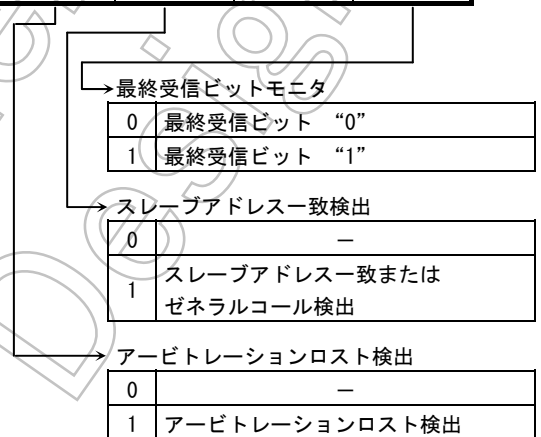 最終受信ビットモニタ
0 最終受信ビット “0”
1 最終受信ビット “1”
スレーブアドレス一致検出
0 －
1 スレーブアドレス一致または
ゼネラルコール検出
アービトレーションロスト検出
0 －
1 アービトレーションロスト検出